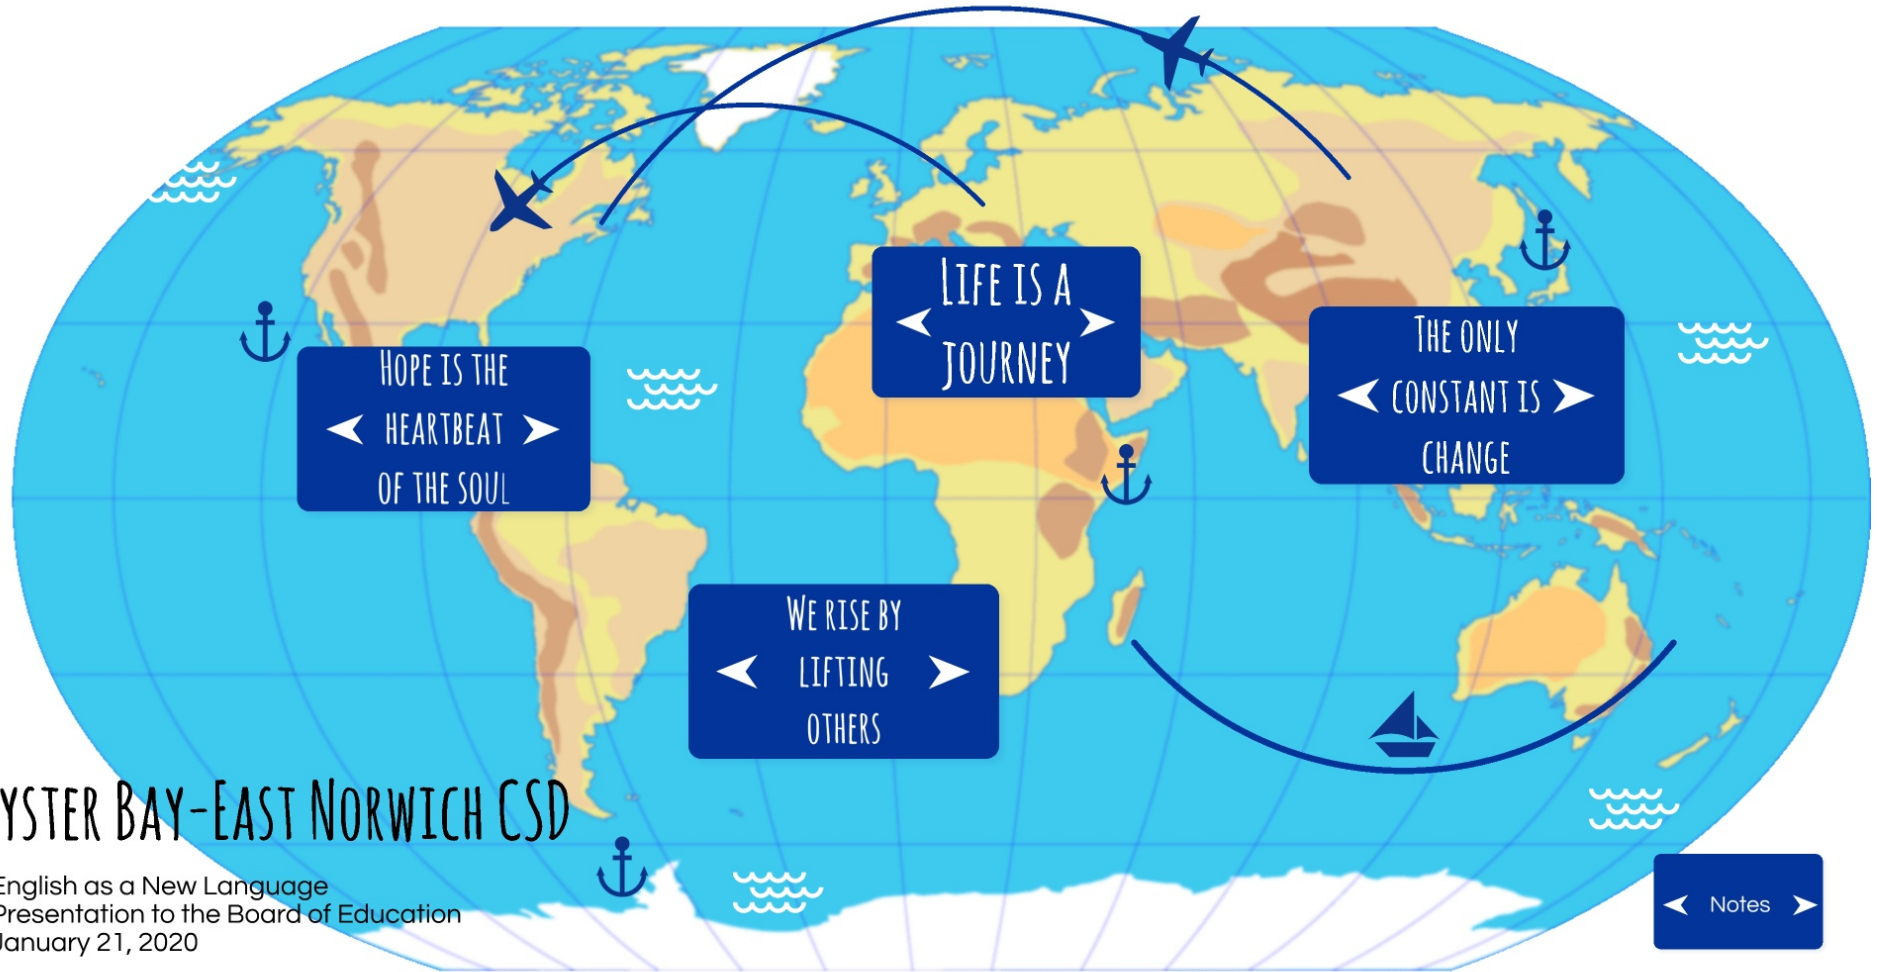 Life is a
journey
The only
constant is
change
Hope is the
heartbeat
of the soul
We rise by
lifting
others
yster Bay-East Norwich CSD
English as a New Language
Presentation to the Board of Education
January 21, 2020
Notes